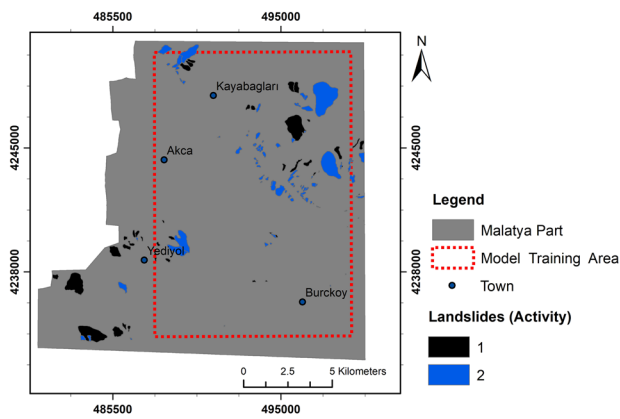 485500 495000
N
Kayabagları
Akca
Yediyol
Burckoy
4245000
4238000
4245000
4238000
0 2.5 5 Kilometers
485500 495000
Legend
Malatya Part
Model Training Area
Town
Landslides (Activity)
1
2